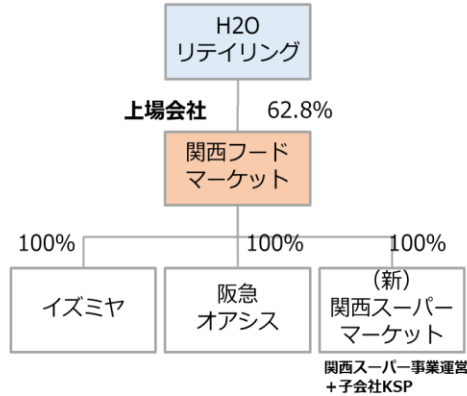 H2O
リテイリング
上場会社 62.8%
関西フード
マーケット
100% 100% 100%
イズミヤ
阪急
オアシス
(新)
関西スーパー
マーケット
関西スーパー事業運営
+子会社KSP